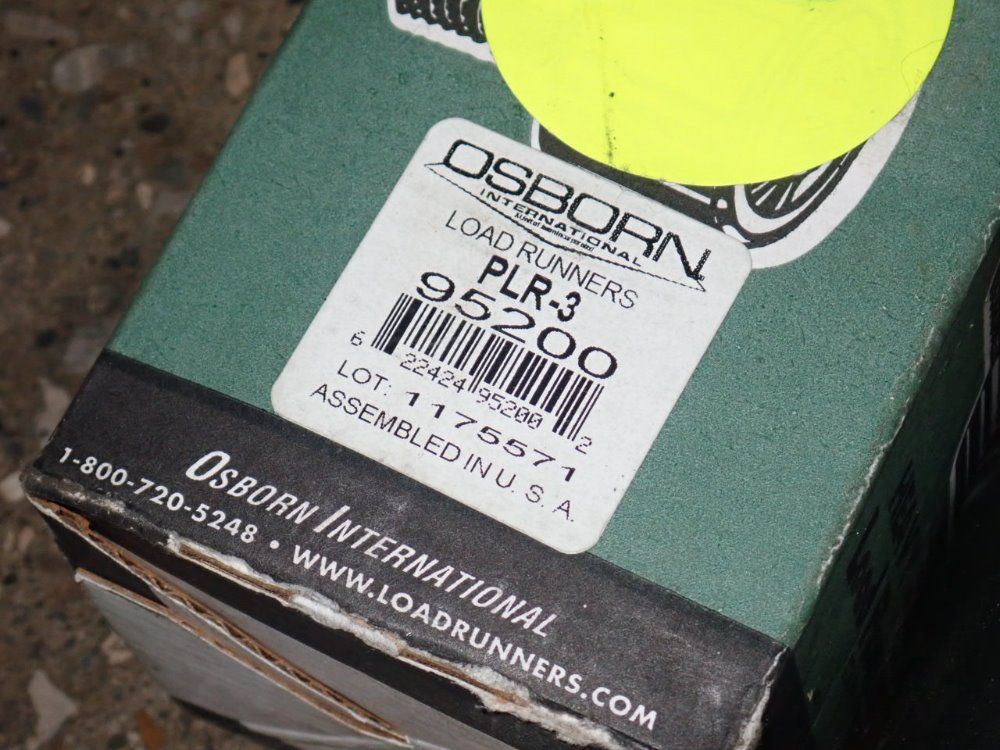 OSBORN
INTERNATIONAL
LOAD RUNNERS
PLR-3
95200
6 22424 95200 2
LOT: 1175571
ASSEMBLED IN U. S. A.
OSBORN INTERNATIONAL
1-800-720-5248 • WWW.LOADRUNNERS.COM